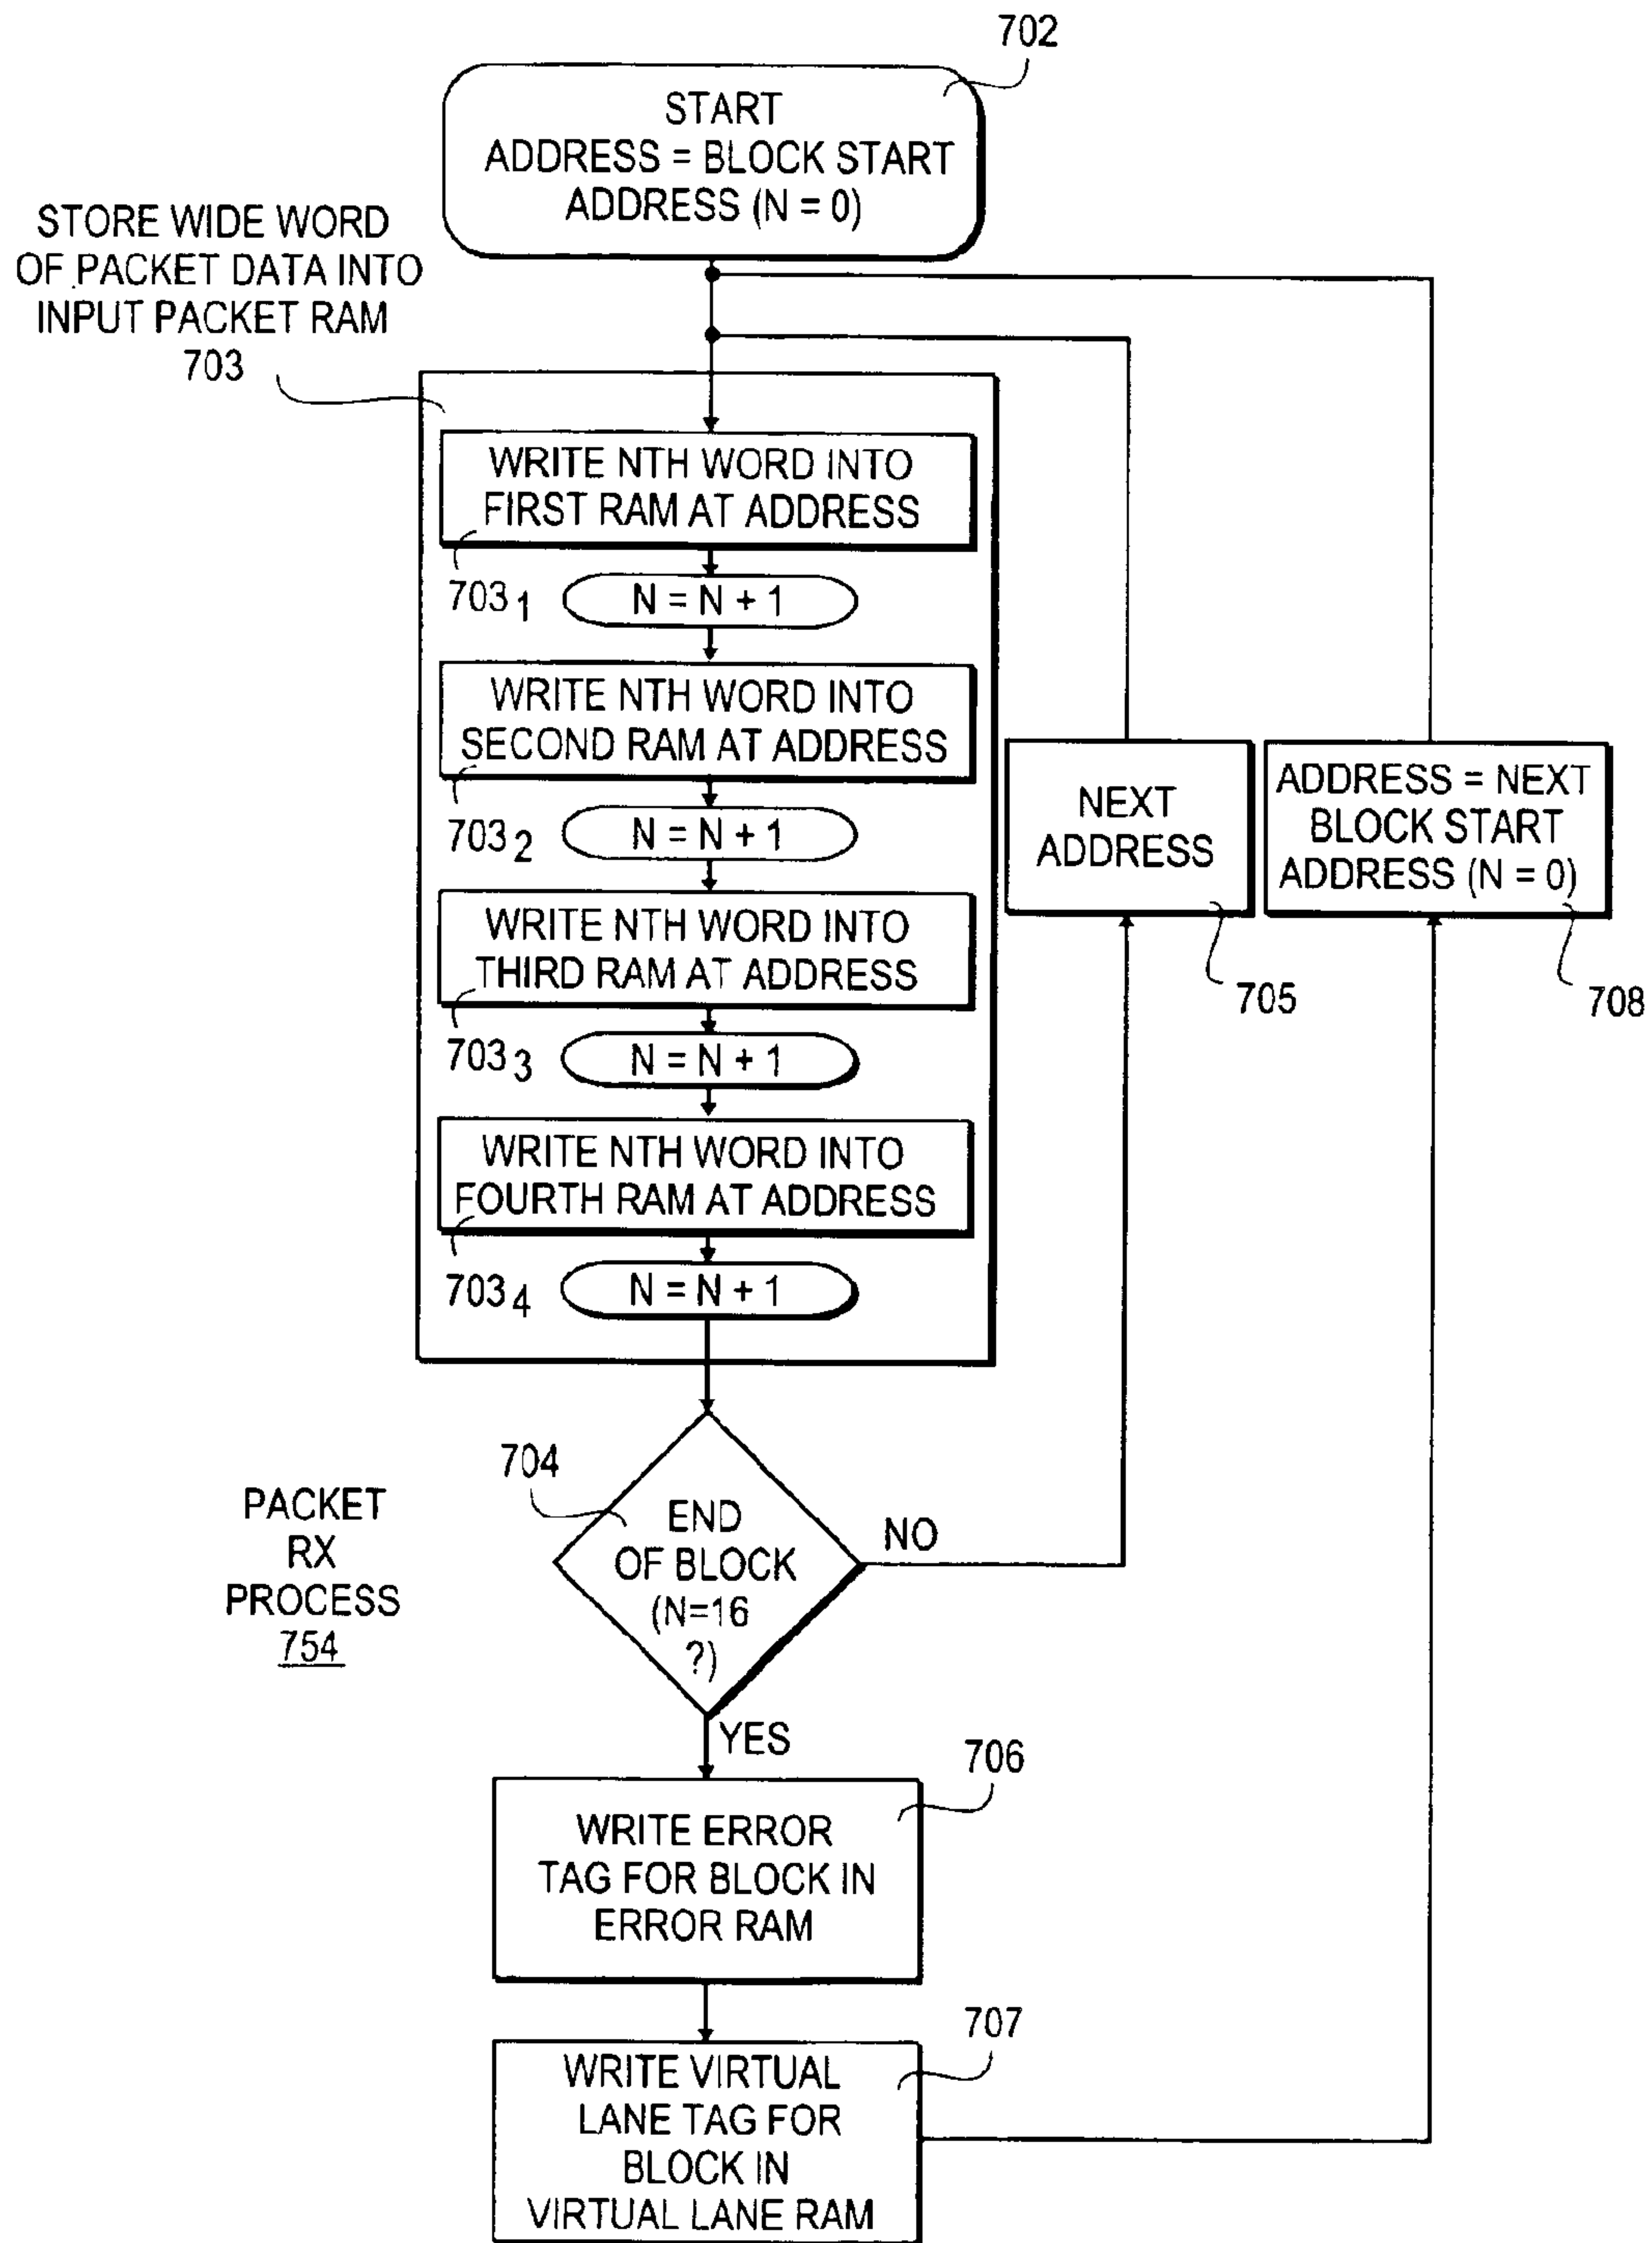 702
START
ADDRESS = BLOCK START
ADDRESS (N = 0)
STORE WIDE WORD
OF PACKET DATA INTO
INPUT PACKET RAM
703
WRITE NTH WORD INTO
FIRST RAM AT ADDRESS
703 1
N = N + 1
WRITE NTH WORD INTO
SECOND RAM AT ADDRESS
703 2
N = N + 1
WRITE NTH WORD INTO
THIRD RAM AT ADDRESS
703 3
N = N + 1
WRITE NTH WORD INTO
FOURTH RAM AT ADDRESS
703 4
N = N + 1
NEXT
ADDRESS
705
ADDRESS = NEXT
BLOCK START
ADDRESS (N = 0)
708
704
END
OF BLOCK
(N=16
?)
NO
YES
PACKET
RX
PROCESS
754
706
WRITE ERROR
TAG FOR BLOCK IN
ERROR RAM
707
WRITE VIRTUAL
LANE TAG FOR
BLOCK IN
VIRTUAL LANE RAM